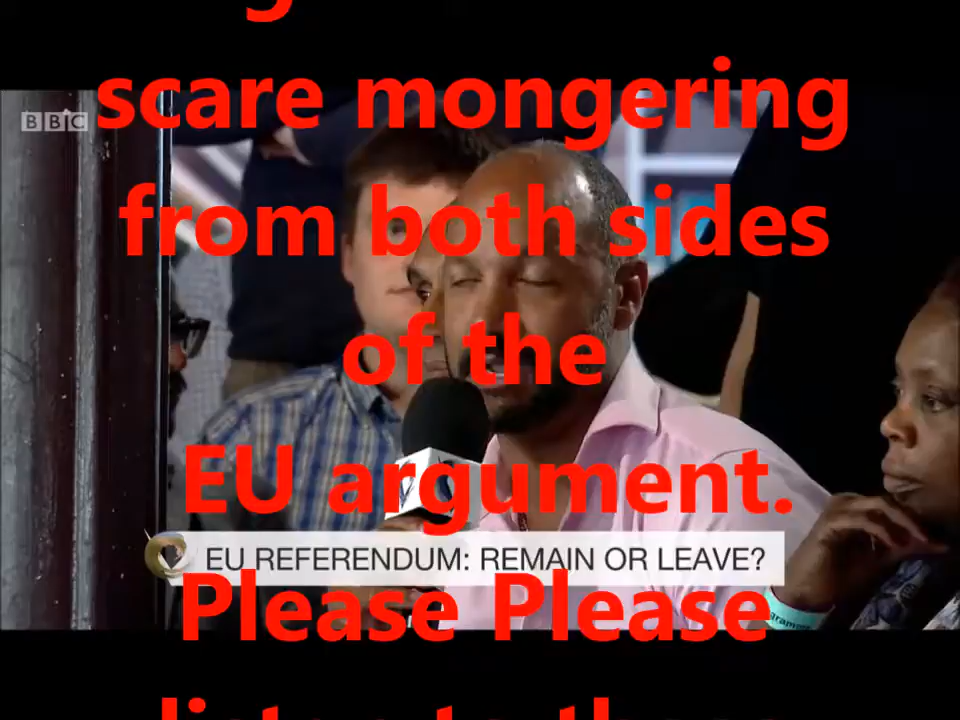 scare mongering
BBC
from both sides
of the
EU argument.
EU REFERENDUM: REMAIN OR LEAVE?
Please Please